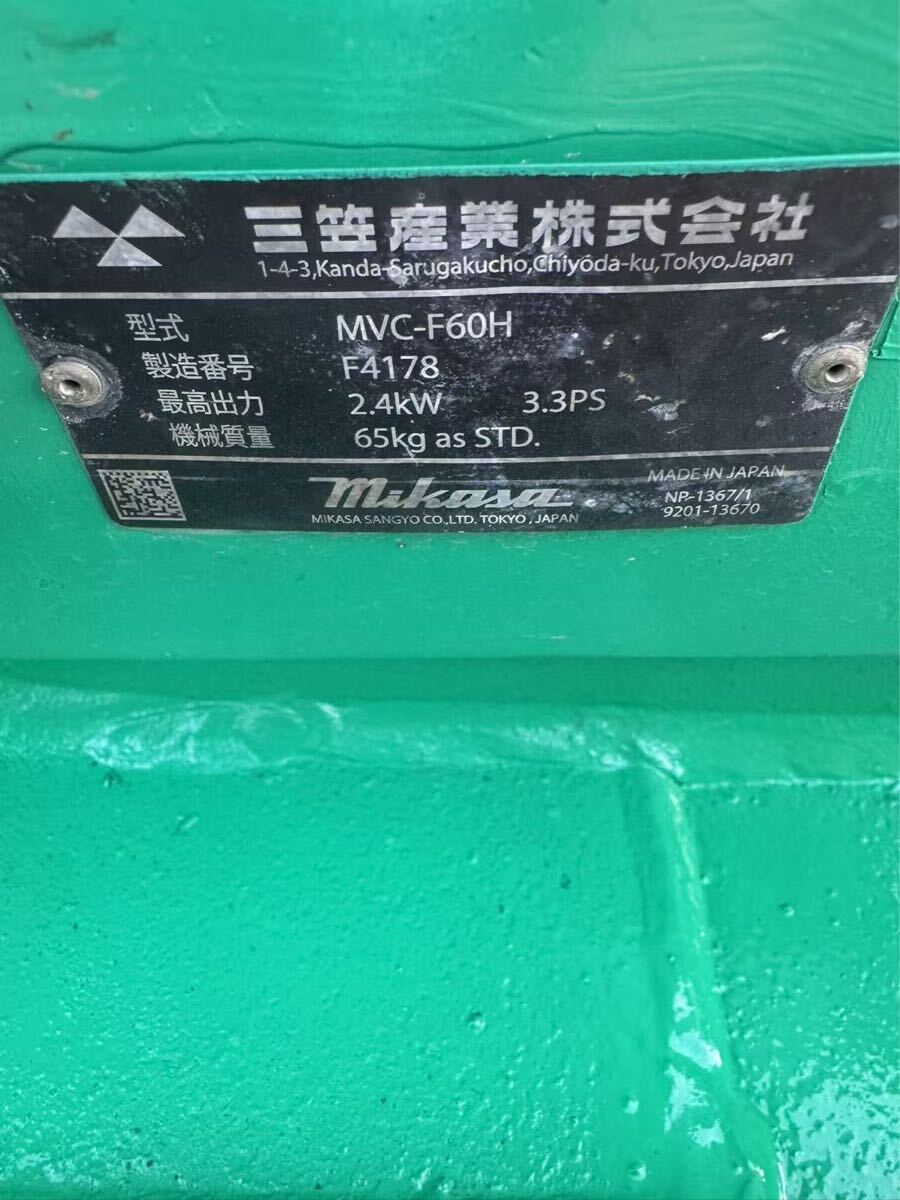 三笠産業株式会社
1-4-3,Kanda-Sarugakucho,Chiyoda-ku,Tokyo,Japan
型式 MVC-F60H
製造番号 F4178
最高出力 2.4kW 3.3PS
機械質量 65kg as STD.
mikasa
MIKASA SANGYO CO.,LTD. TOKYO , JAPAN
MADE IN JAPAN
NP-1367/1
9201-13670